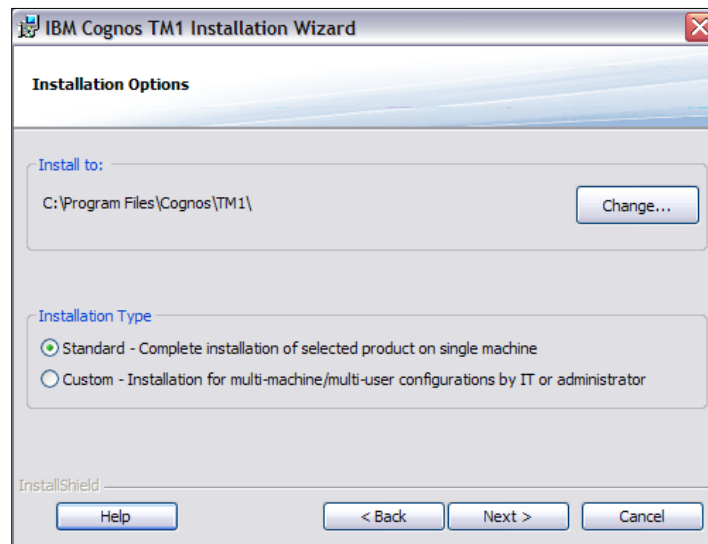 IBM Cognos TM1 Installation Wizard
Installation Options
Install to:
C:\Program Files\Cognos\TM1\
Change...
Installation Type
Standard - Complete installation of selected product on single machine
Custom - Installation for multi-machine/multi-user configurations by IT or administrator
InstallShield
Help
< Back
Next >
Cancel